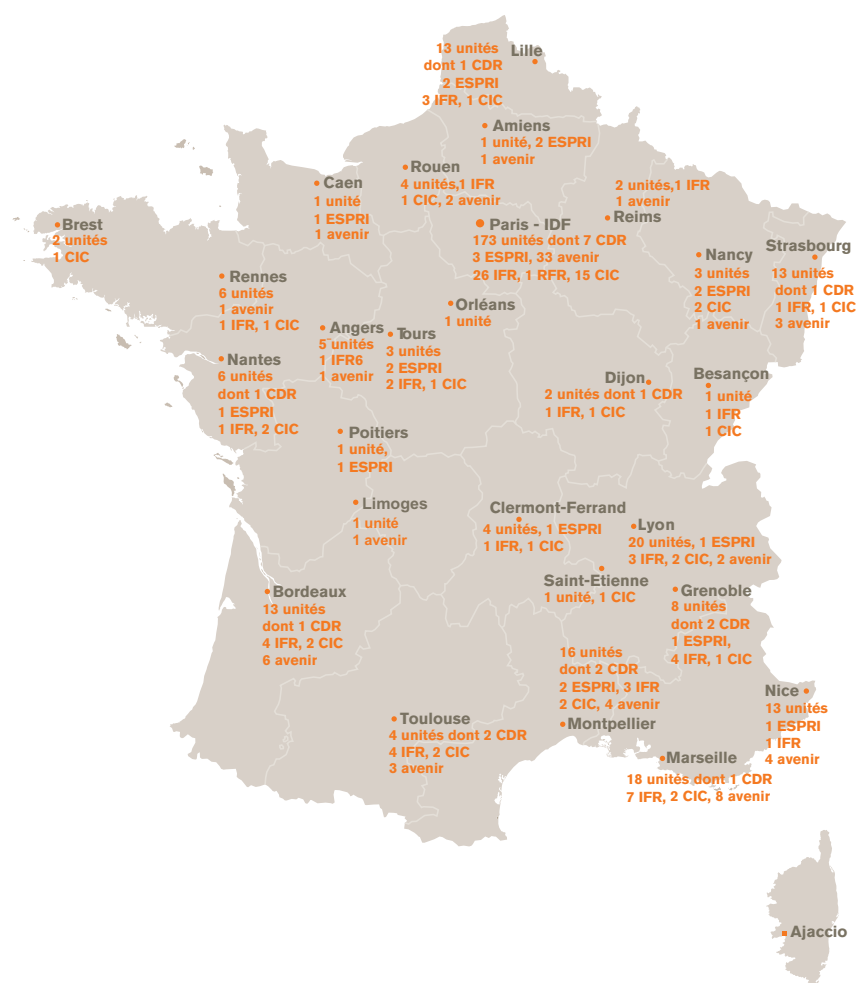 13 unités
dont 1 CDR
2 ESPRI
3 IFR, 1 CIC
Lille
Amiens
1 unité, 2 ESPRI
1 avenir
Rouen
4 unités,1 IFR
1 CIC, 2 avenir
Caen
1 unité
1 ESPRI
1 avenir
2 unités,1 IFR
1 avenir
Reims
Brest
2 unités
1 CIC
Paris - IDF
173 unités dont 7 CDR
3 ESPRI, 33 avenir
26 IFR, 1 RFR, 15 CIC
Nancy
3 unités
2 ESPRI
2 CIC
1 avenir
Strasbourg
13 unités
dont 1 CDR
1 IFR, 1 CIC
3 avenir
Rennes
6 unités
1 avenir
1 IFR, 1 CIC
Orléans
1 unité
Angers
5 unités
1 IFR6
1 avenir
Tours
3 unités
2 ESPRI
2 IFR, 1 CIC
Nantes
6 unités
dont 1 CDR
1 ESPRI
1 IFR, 2 CIC
Dijon
2 unités dont 1 CDR
1 IFR, 1 CIC
Besançon
1 unité
1 IFR
1 CIC
Poitiers
1 unité,
1 ESPRI
Limoges
1 unité
1 avenir
Clermont-Ferrand
4 unités, 1 ESPRI
1 IFR, 1 CIC
Lyon
20 unités, 1 ESPRI
3 IFR, 2 CIC, 2 avenir
Saint-Etienne
1 unité, 1 CIC
Grenoble
8 unités
dont 2 CDR
1 ESPRI,
4 IFR, 1 CIC
Bordeaux
13 unités
dont 1 CDR
4 IFR, 2 CIC
6 avenir
16 unités
dont 2 CDR
2 ESPRI, 3 IFR
2 CIC, 4 avenir
Montpellier
Nice
13 unités
1 ESPRI
1 IFR
4 avenir
Toulouse
4 unités dont 2 CDR
4 IFR, 2 CIC
3 avenir
Marseille
18 unités dont 1 CDR
7 IFR, 2 CIC, 8 avenir
Ajaccio